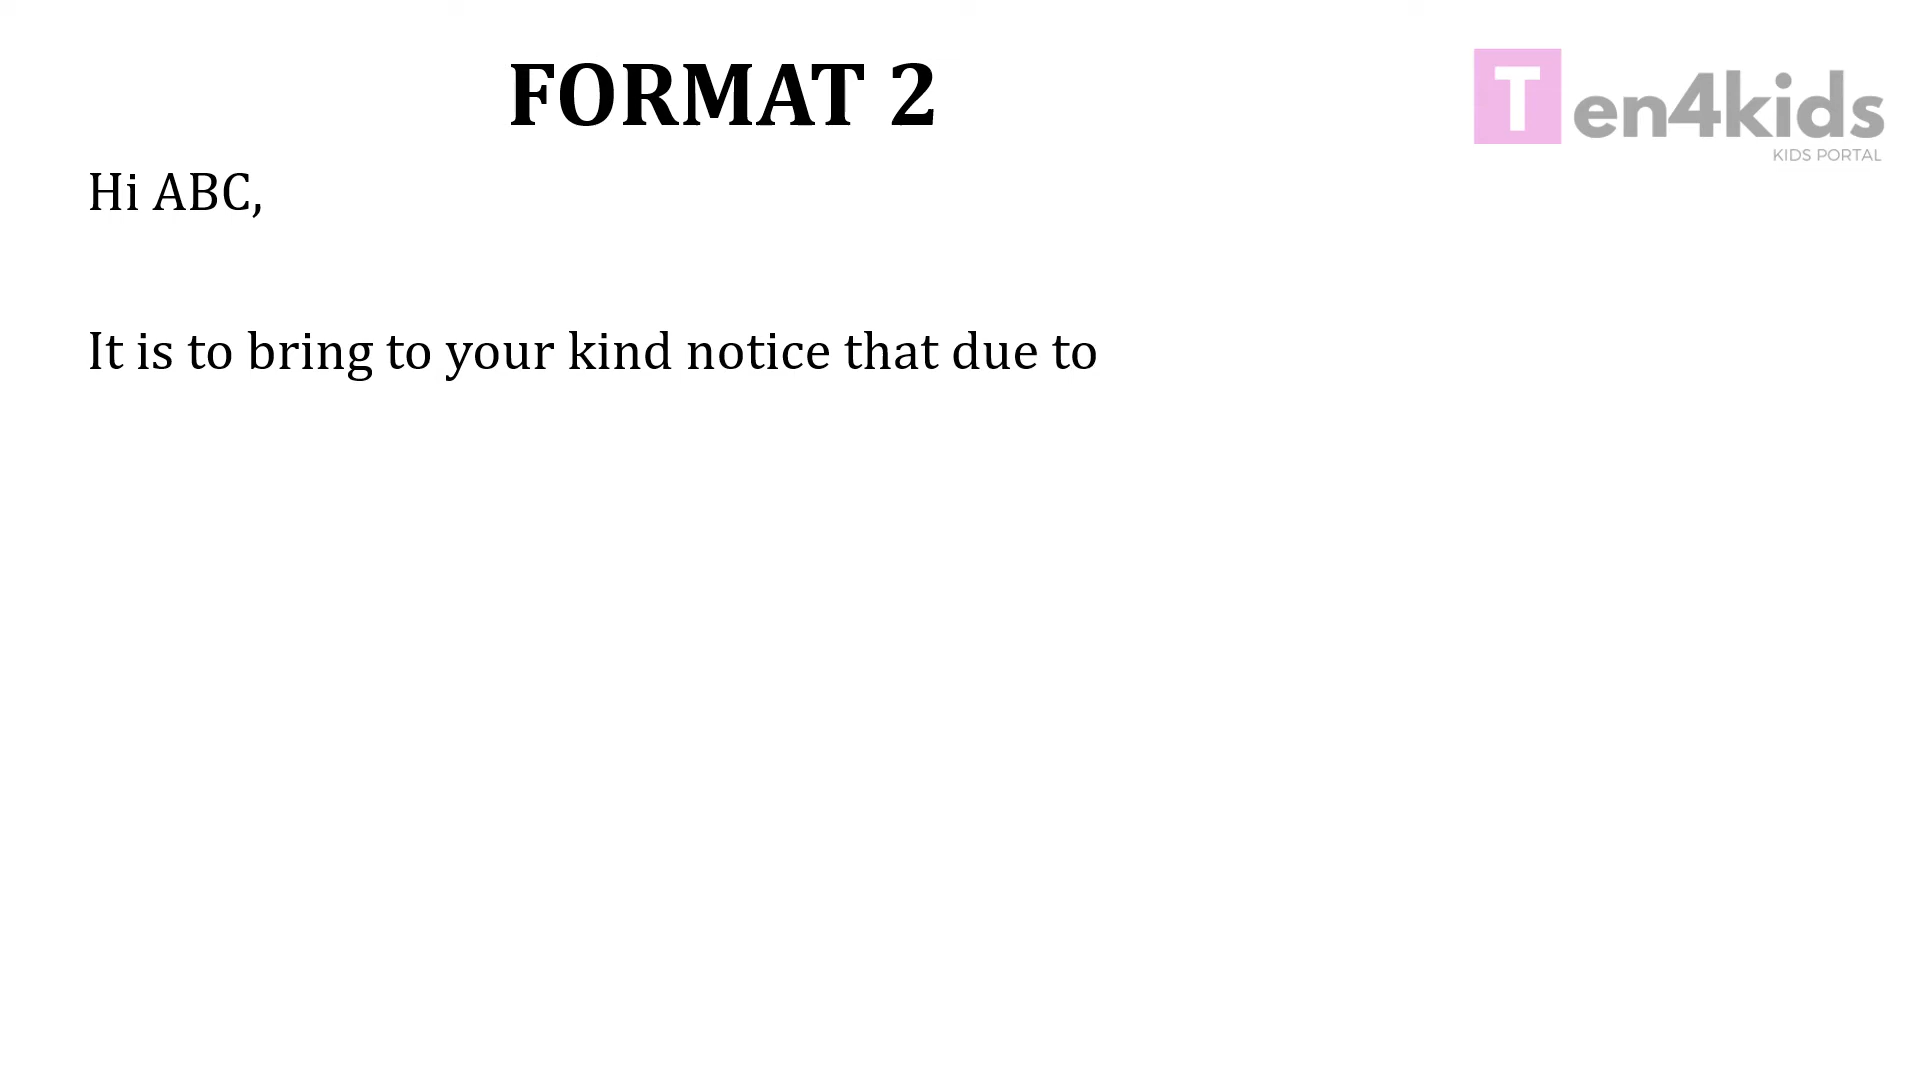 FORMAT 2
Ten4kids
KIDS PORTAL
Hi ABC,
It is to bring to your kind notice that due to